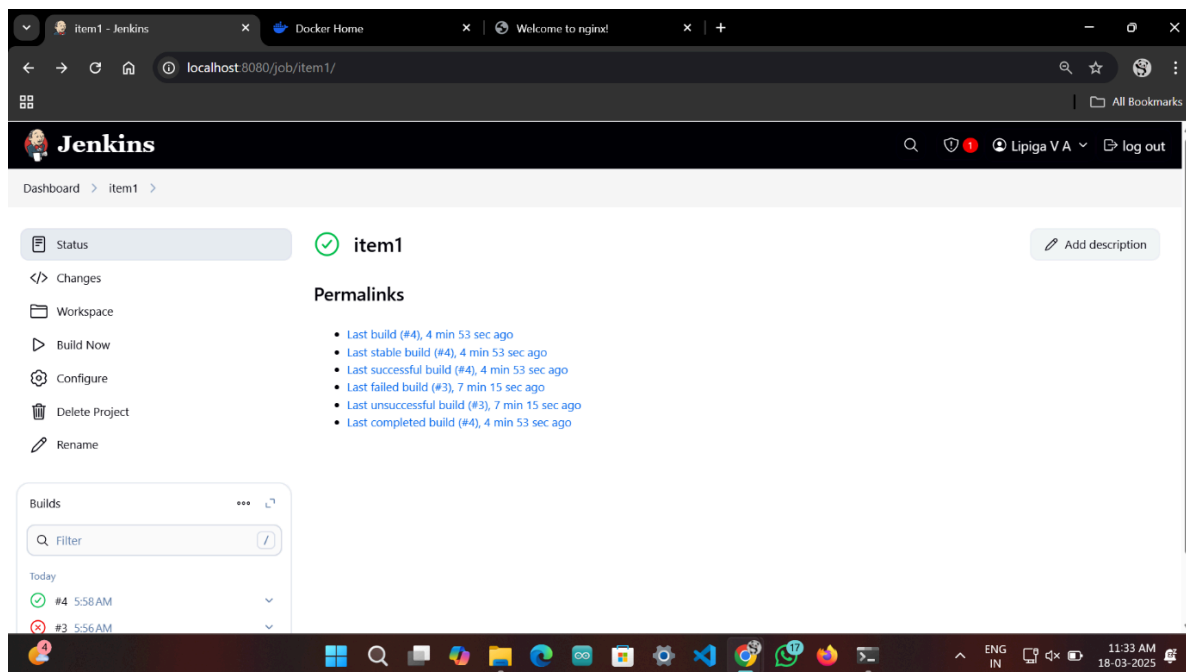 item1 - Jenkins
Docker Home
Welcome to nginx!
localhost:8080/job/item1/
All Bookmarks
Jenkins
1
Lipiga V A
log out
Dashboard > item1 >
Status
Changes
Workspace
Build Now
Configure
Delete Project
Rename
item1
Add description
Permalinks
Last build (#4), 4 min 53 sec ago
Last stable build (#4), 4 min 53 sec ago
Last successful build (#4), 4 min 53 sec ago
Last failed build (#3), 7 min 15 sec ago
Last unsuccessful build (#3), 7 min 15 sec ago
Last completed build (#4), 4 min 53 sec ago
Builds
Filter
/
Today
#4 5:58 AM
#3 5:56 AM
4
17
ENG
IN
11:33 AM
18-03-2025